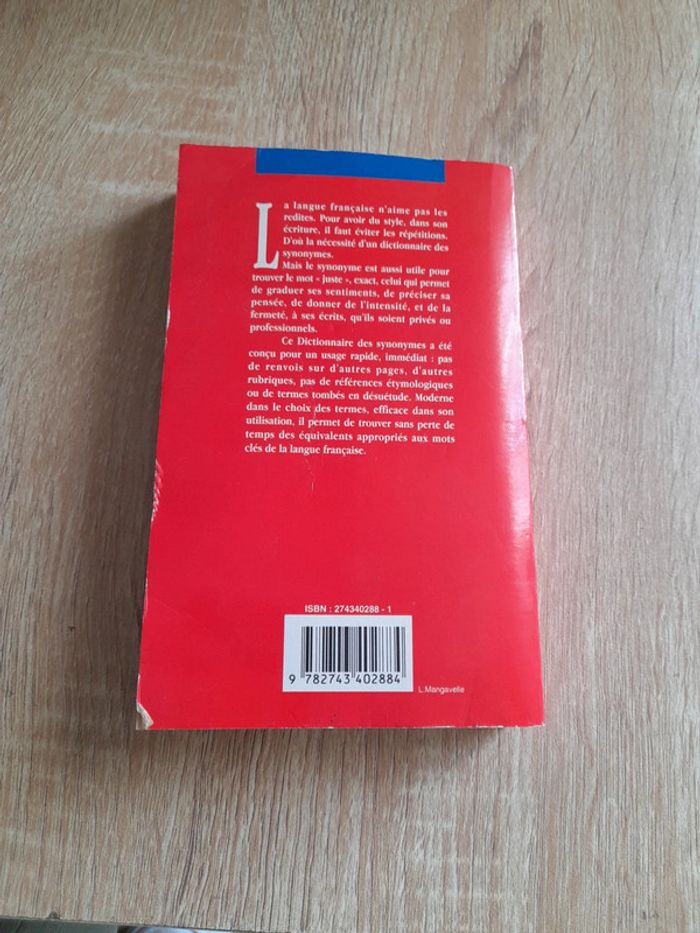 La langue française n'aime pas les
redites. Pour avoir du style, dans son
écriture, il faut éviter les répétitions.
D'où la nécessité d'un dictionnaire des
synonymes.
Mais le synonyme est aussi utile pour
trouver le mot « juste », exact, celui qui permet
de graduer ses sentiments, de préciser sa
pensée, de donner de l'intensité, et de la
fermeté, à ses écrits, qu'ils soient privés ou
professionnels.
Ce Dictionnaire des synonymes a été
conçu pour un usage rapide, immédiat : pas
de renvois sur d'autres pages, d'autres
rubriques, pas de références étymologiques
ou de termes tombés en désuétude. Moderne
dans le choix des termes, efficace dans son
utilisation, il permet de trouver sans perte de
temps des équivalents appropriés aux mots
clés de la langue française.
ISBN : 274340288 - 1
9 782743 402884
L.Mangavelle